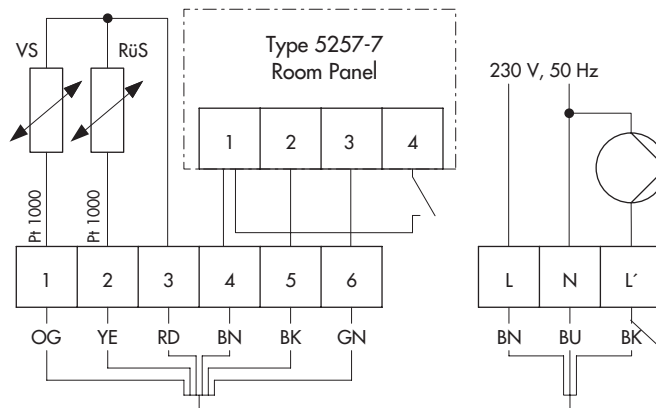 VS
RüS
Type 5257-7
Room Panel
230 V, 50 Hz
1 2 3 4
Pt 1000
Pt 1000
1 2 3 4 5 6
L N L´
OG YE RD BN BK GN
BN BU BK